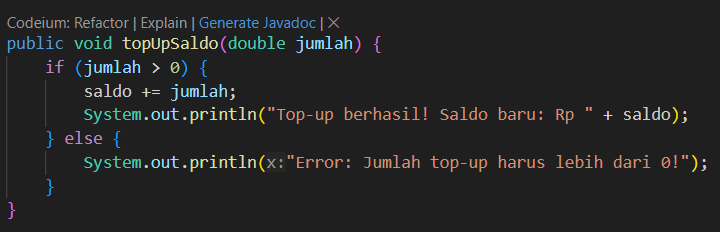 Codeium: Refactor | Explain | Generate Javadoc | ×
public void topUpSaldo(double jumlah) {
    if (jumlah > 0) {
        saldo += jumlah;
        System.out.println("Top-up berhasil! Saldo baru: Rp " + saldo);
    } else {
        System.out.println(x:"Error: Jumlah top-up harus lebih dari 0!");
    }
}